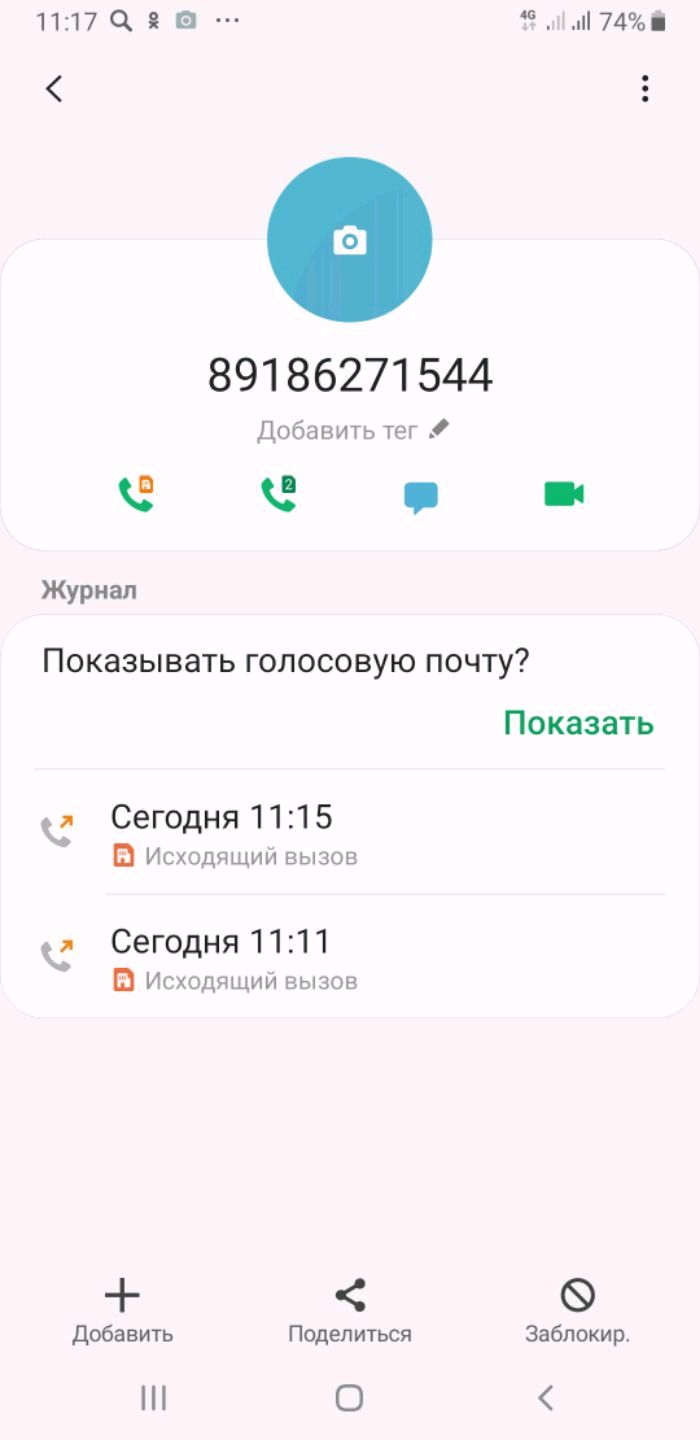 11:17
4G 74%
89186271544
Добавить тег
2
Журнал
Показывать голосовую почту?
Показать
Сегодня 11:15
Исходящий вызов
Сегодня 11:11
Исходящий вызов
Добавить Поделиться Заблокир.